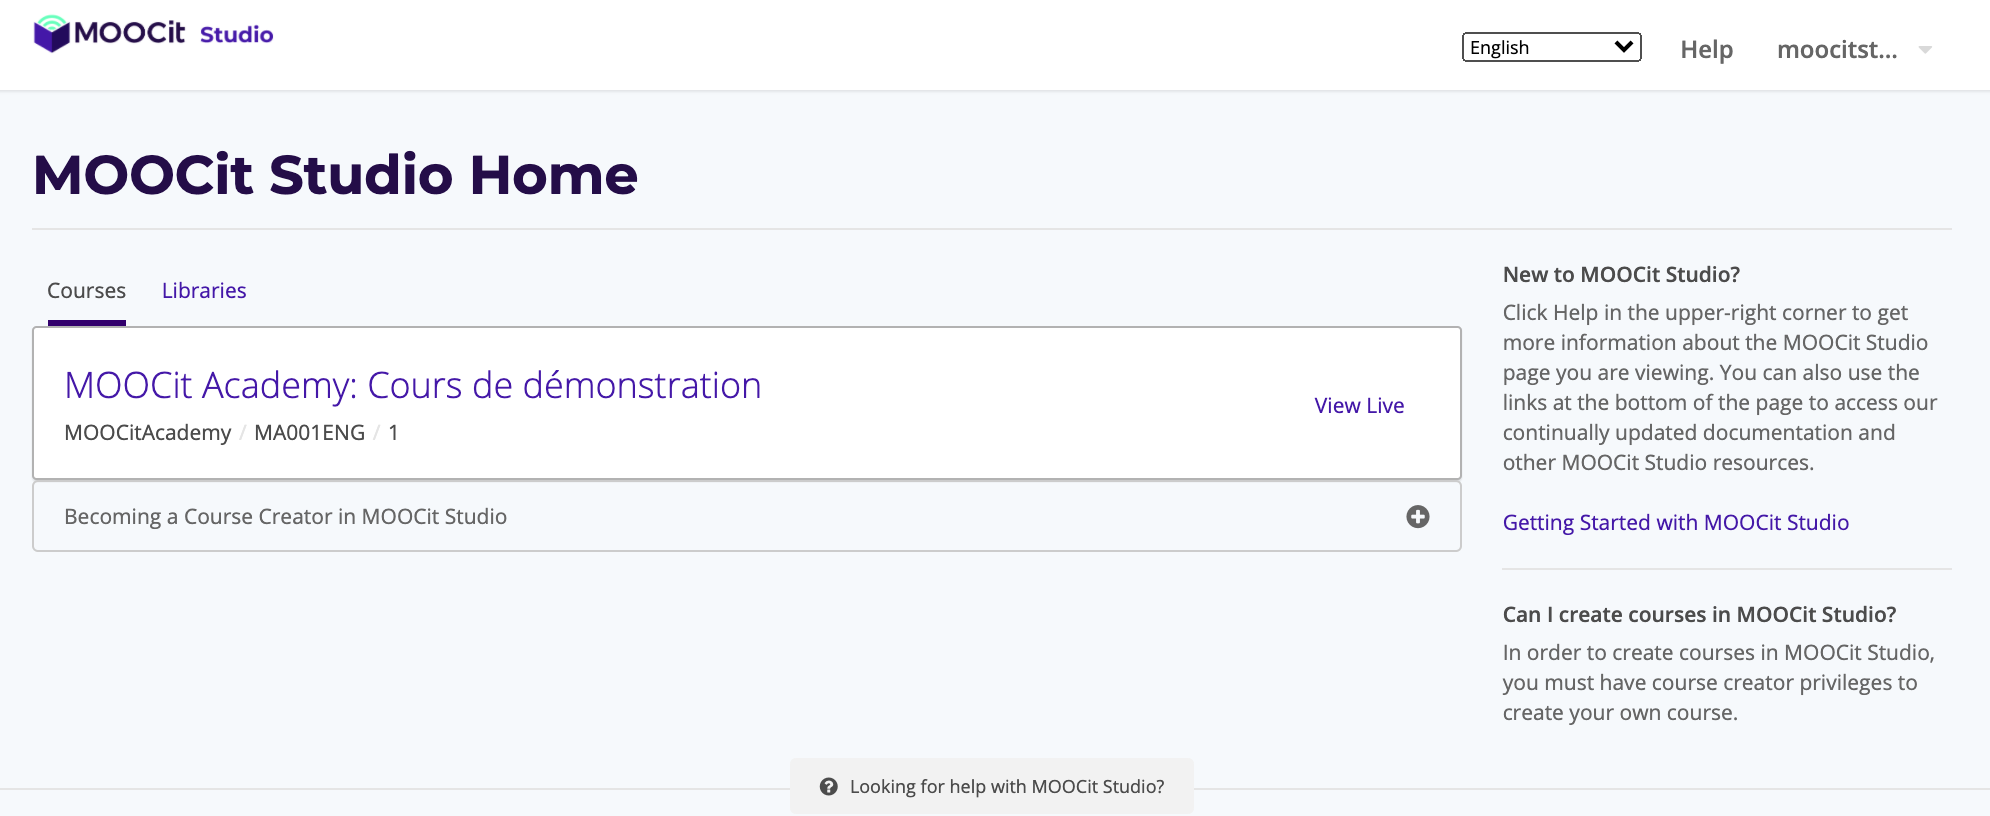 MOOCit Studio
English
Help
moocitst...
MOOCit Studio Home
Courses
Libraries
MOOCit Academy: Cours de démonstration
MOOCitAcademy / MA001ENG / 1
View Live
Becoming a Course Creator in MOOCit Studio
New to MOOCit Studio?
Click Help in the upper-right corner to get
more information about the MOOCit Studio
page you are viewing. You can also use the
links at the bottom of the page to access our
continually updated documentation and
other MOOCit Studio resources.
Getting Started with MOOCit Studio
Can I create courses in MOOCit Studio?
In order to create courses in MOOCit Studio,
you must have course creator privileges to
create your own course.
Looking for help with MOOCit Studio?